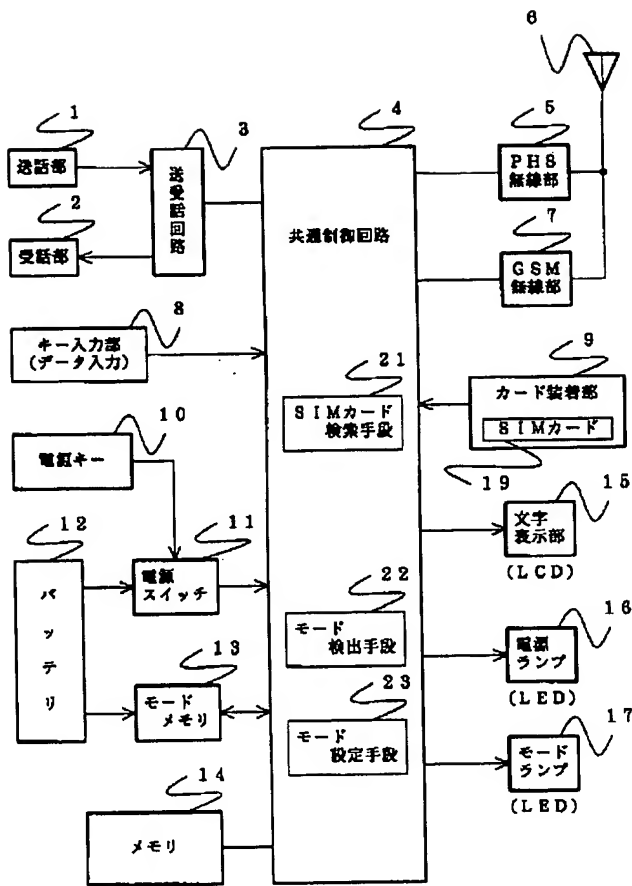 6
1
送話部
2
受話部
3
送受話回路
4
共通制御回路
5
PHS
無線部
7
GSM
無線部
8
キー入力部
(データ入力)
21
SIMカード
検索手段
9
カード装着部
SIMカード
19
10
電源キー
15
文字
表示部
(LCD)
12
バッテリ
11
電源
スイッチ
22
モード
検出手段
16
電源
ランプ
(LED)
13
モード
メモリ
23
モード
設定手段
17
モード
ランプ
(LED)
14
メモリ